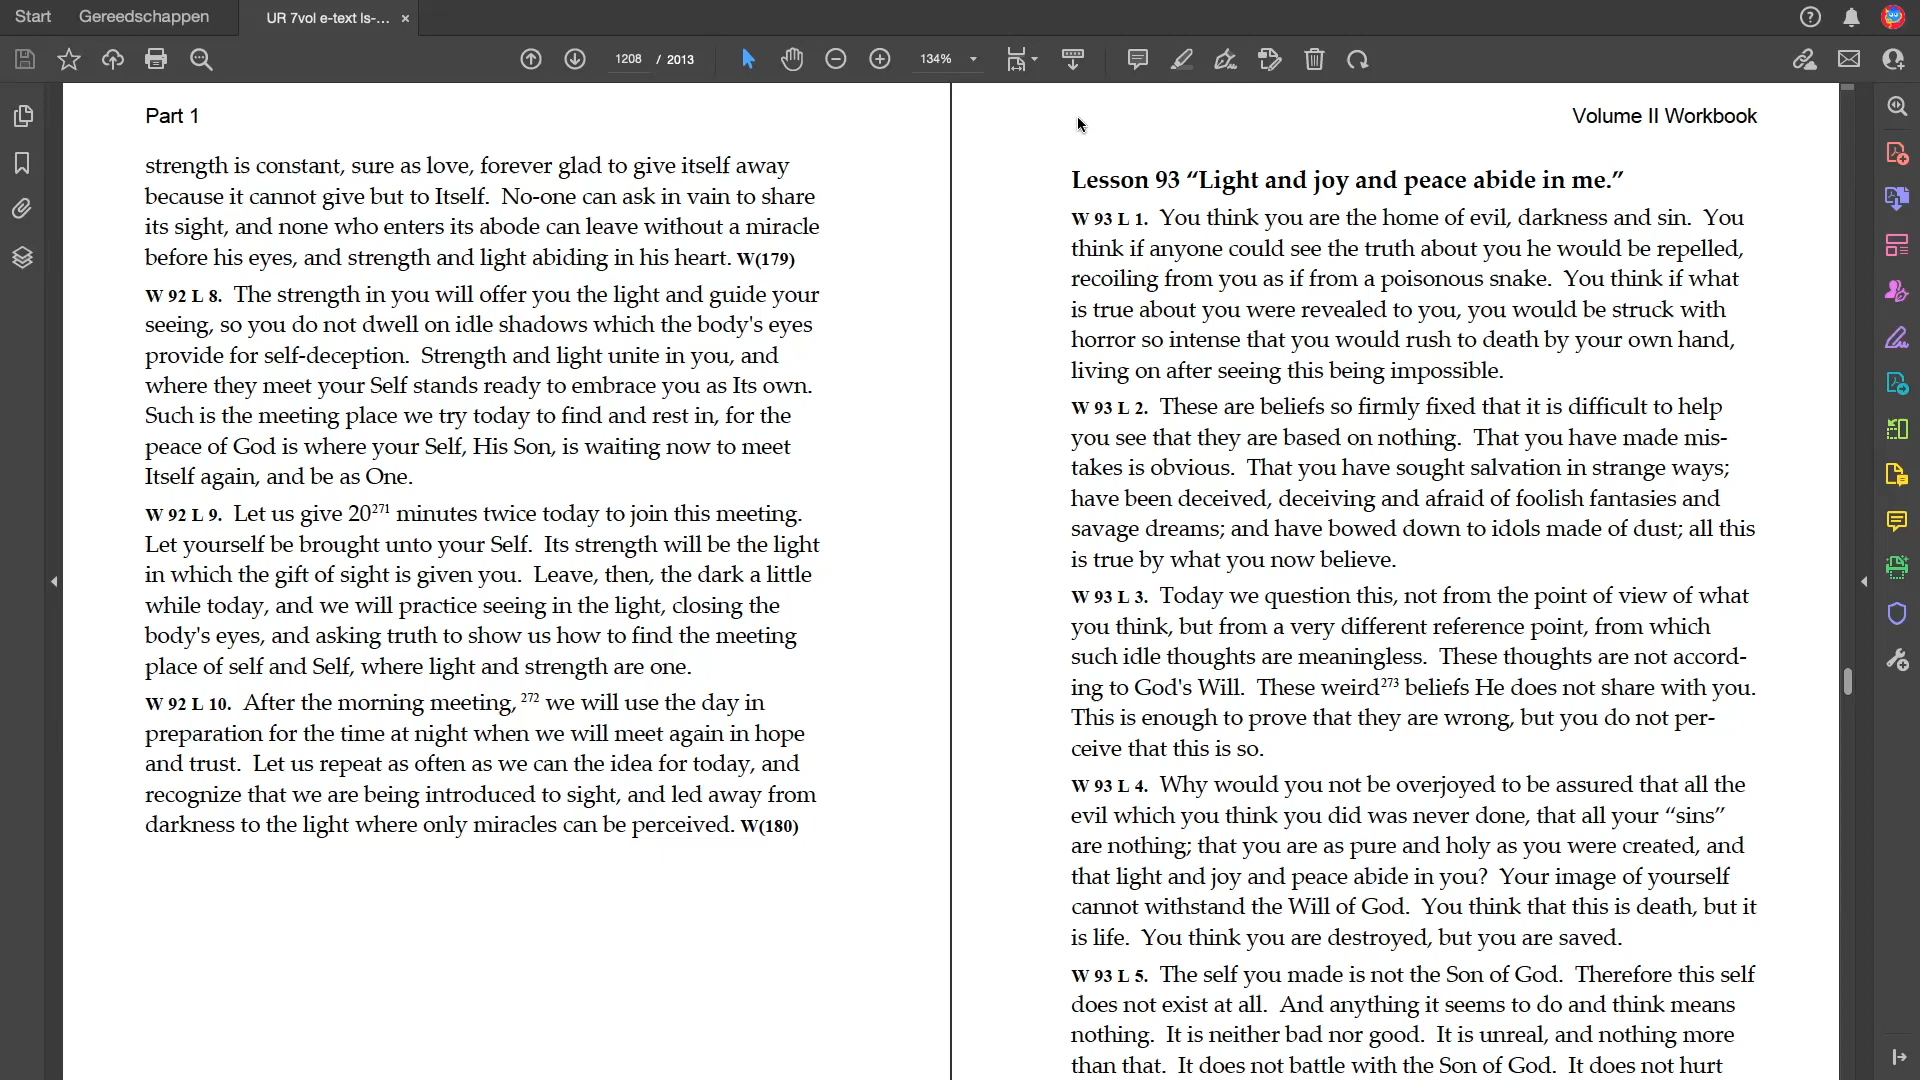 Start Gereedschappen UR 7vol e-text Is-... ×
1208 / 2013 134%
Part 1
strength is constant, sure as love, forever glad to give itself away
because it cannot give but to Itself. No-one can ask in vain to share
its sight, and none who enters its abode can leave without a miracle
before his eyes, and strength and light abiding in his heart. W(179)
W 92 L 8. The strength in you will offer you the light and guide your
seeing, so you do not dwell on idle shadows which the body's eyes
provide for self-deception. Strength and light unite in you, and
where they meet your Self stands ready to embrace you as Its own.
Such is the meeting place we try today to find and rest in, for the
peace of God is where your Self, His Son, is waiting now to meet
Itself again, and be as One.
W 92 L 9. Let us give 20²⁷¹ minutes twice today to join this meeting.
Let yourself be brought unto your Self. Its strength will be the light
in which the gift of sight is given you. Leave, then, the dark a little
while today, and we will practice seeing in the light, closing the
body's eyes, and asking truth to show us how to find the meeting
place of self and Self, where light and strength are one.
W 92 L 10. After the morning meeting, ²⁷² we will use the day in
preparation for the time at night when we will meet again in hope
and trust. Let us repeat as often as we can the idea for today, and
recognize that we are being introduced to sight, and led away from
darkness to the light where only miracles can be perceived. W(180)
Volume II Workbook
Lesson 93 “Light and joy and peace abide in me.”
W 93 L 1. You think you are the home of evil, darkness and sin. You
think if anyone could see the truth about you he would be repelled,
recoiling from you as if from a poisonous snake. You think if what
is true about you were revealed to you, you would be struck with
horror so intense that you would rush to death by your own hand,
living on after seeing this being impossible.
W 93 L 2. These are beliefs so firmly fixed that it is difficult to help
you see that they are based on nothing. That you have made mis-
takes is obvious. That you have sought salvation in strange ways;
have been deceived, deceiving and afraid of foolish fantasies and
savage dreams; and have bowed down to idols made of dust; all this
is true by what you now believe.
W 93 L 3. Today we question this, not from the point of view of what
you think, but from a very different reference point, from which
such idle thoughts are meaningless. These thoughts are not accord-
ing to God's Will. These weird²⁷³ beliefs He does not share with you.
This is enough to prove that they are wrong, but you do not per-
ceive that this is so.
W 93 L 4. Why would you not be overjoyed to be assured that all the
evil which you think you did was never done, that all your “sins”
are nothing; that you are as pure and holy as you were created, and
that light and joy and peace abide in you? Your image of yourself
cannot withstand the Will of God. You think that this is death, but it
is life. You think you are destroyed, but you are saved.
W 93 L 5. The self you made is not the Son of God. Therefore this self
does not exist at all. And anything it seems to do and think means
nothing. It is neither bad nor good. It is unreal, and nothing more
than that. It does not battle with the Son of God. It does not hurt